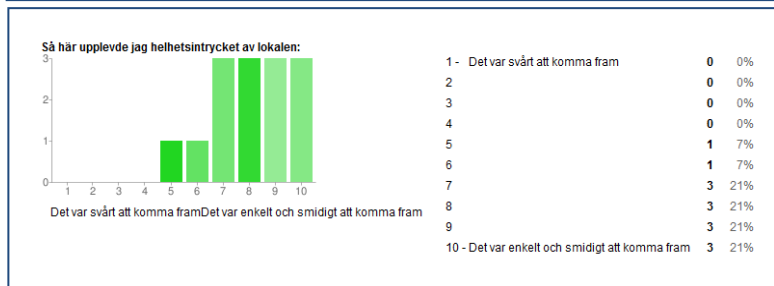 Så här upplevde jag helhetsintrycket av lokalen:
3
2
1
0
1 2 3 4 5 6 7 8 9 10
Det var svårt att komma framDet var enkelt och smidigt att komma fram
1 - Det var svårt att komma fram 0 0%
2 0 0%
3 0 0%
4 0 0%
5 1 7%
6 1 7%
7 3 21%
8 3 21%
9 3 21%
10 - Det var enkelt och smidigt att komma fram 3 21%